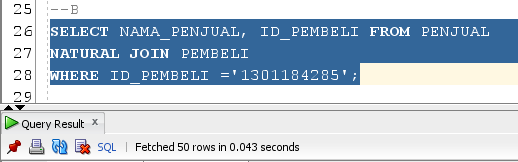 25 --B
26 SELECT NAMA_PENJUAL, ID_PEMBELI FROM PENJUAL
27 NATURAL JOIN PEMBELI
28 WHERE ID_PEMBELI ='1301184285';
29
Query Result x
SQL | Fetched 50 rows in 0.043 seconds